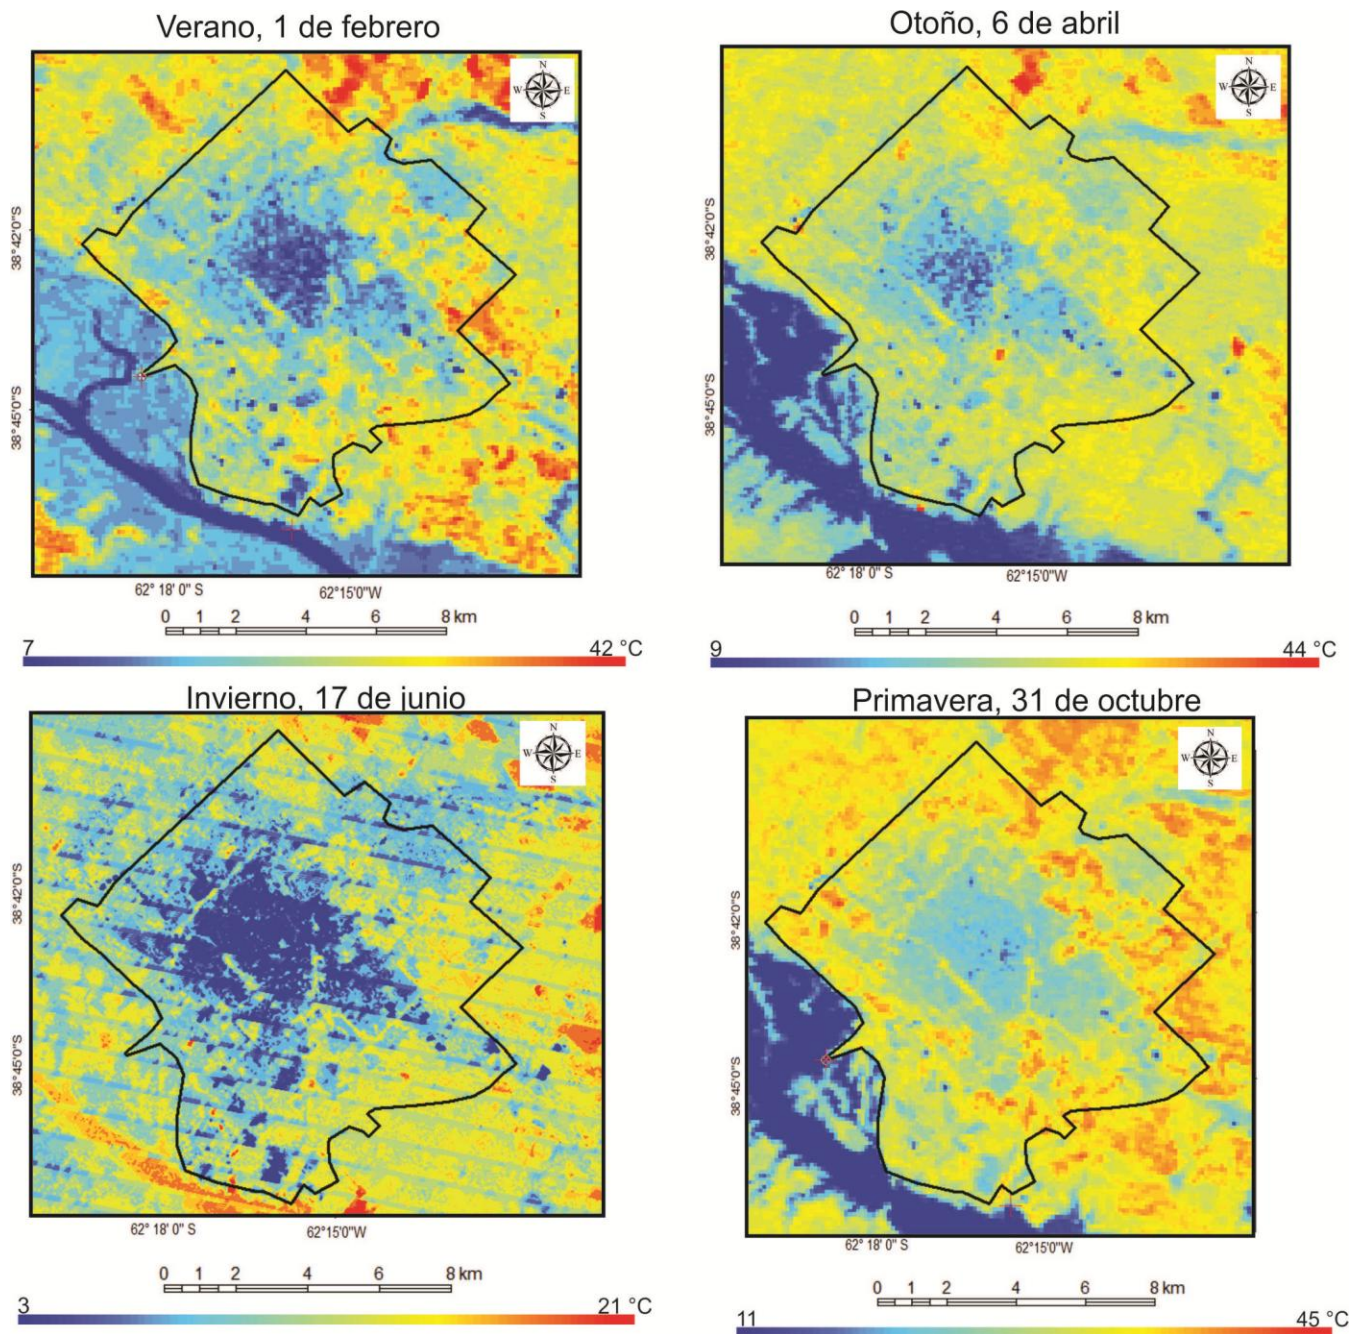 Verano, 1 de febrero
N
W E
S
38°42'0"S
38°45'0"S
62° 18' 0" S 62°15'0"W
0 1 2 4 6 8 km
7 42 °C
Otoño, 6 de abril
N
W E
S
38°42'0"S
38°45'0"S
62° 18' 0" S 62°15'0"W
0 1 2 4 6 8 km
9 44 °C
Invierno, 17 de junio
N
W E
S
38°42'0"S
38°45'0"S
62° 18' 0" S 62°15'0"W
0 1 2 4 6 8 km
3 21 °C
Primavera, 31 de octubre
N
W E
S
38°42'0"S
38°45'0"S
62° 18' 0" S 62°15'0"W
0 1 2 4 6 8 km
11 45 °C